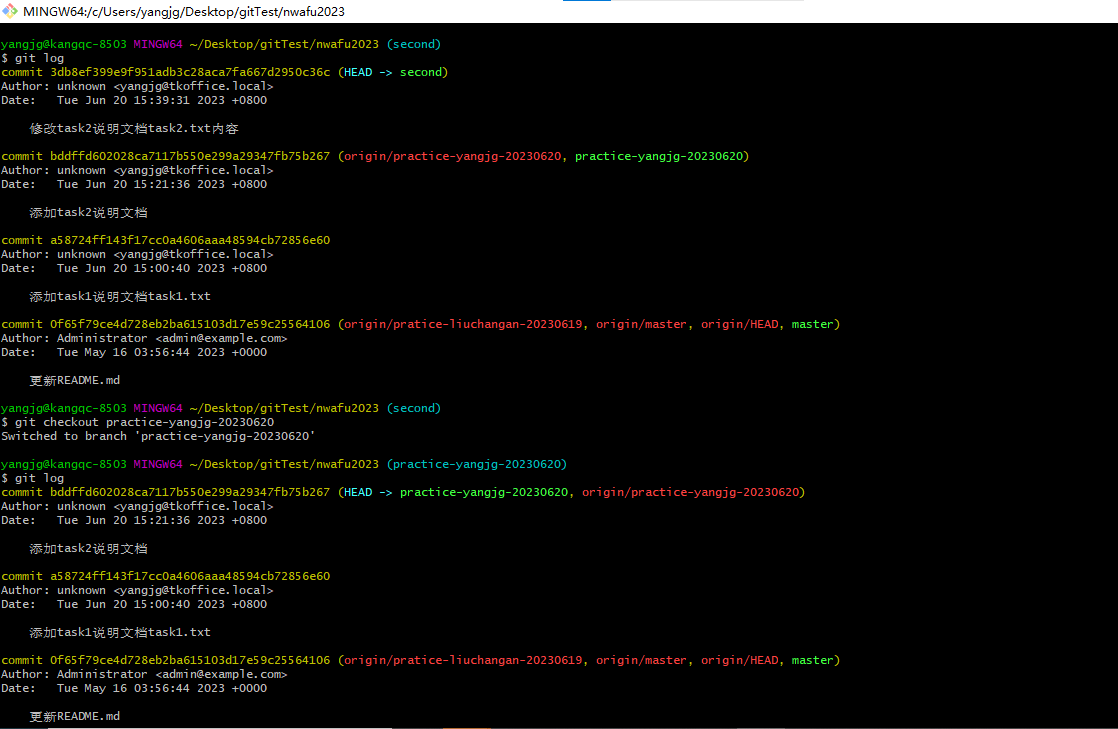 MINGW64:/c/Users/yangjg/Desktop/gitTest/nwafu2023
yangjg@kangqc-8503 MINGW64 ~/Desktop/gitTest/nwafu2023 (second)
$ git log
commit 3db8ef399e9f951adb3c28aca7fa667d2950c36c (HEAD -> second)
Author: unknown <yangjg@tkoffice.local>
Date:   Tue Jun 20 15:39:31 2023 +0800
修改task2说明文档task2.txt内容
commit bddffd602028ca7117b550e299a29347fb75b267 (origin/practice-yangjg-20230620, practice-yangjg-20230620)
Author: unknown <yangjg@tkoffice.local>
Date:   Tue Jun 20 15:21:36 2023 +0800
添加task2说明文档
commit a58724ff143f17cc0a4606aaa48594cb72856e60
Author: unknown <yangjg@tkoffice.local>
Date:   Tue Jun 20 15:00:40 2023 +0800
添加task1说明文档task1.txt
commit 0f65f79ce4d728eb2ba615103d17e59c25564106 (origin/pratice-liuchangan-20230619, origin/master, origin/HEAD, master)
Author: Administrator <admin@example.com>
Date:   Tue May 16 03:56:44 2023 +0000
更新README.md
yangjg@kangqc-8503 MINGW64 ~/Desktop/gitTest/nwafu2023 (second)
$ git checkout practice-yangjg-20230620
Switched to branch 'practice-yangjg-20230620'
yangjg@kangqc-8503 MINGW64 ~/Desktop/gitTest/nwafu2023 (practice-yangjg-20230620)
$ git log
commit bddffd602028ca7117b550e299a29347fb75b267 (HEAD -> practice-yangjg-20230620, origin/practice-yangjg-20230620)
Author: unknown <yangjg@tkoffice.local>
Date:   Tue Jun 20 15:21:36 2023 +0800
添加task2说明文档
commit a58724ff143f17cc0a4606aaa48594cb72856e60
Author: unknown <yangjg@tkoffice.local>
Date:   Tue Jun 20 15:00:40 2023 +0800
添加task1说明文档task1.txt
commit 0f65f79ce4d728eb2ba615103d17e59c25564106 (origin/pratice-liuchangan-20230619, origin/master, origin/HEAD, master)
Author: Administrator <admin@example.com>
Date:   Tue May 16 03:56:44 2023 +0000
更新README.md